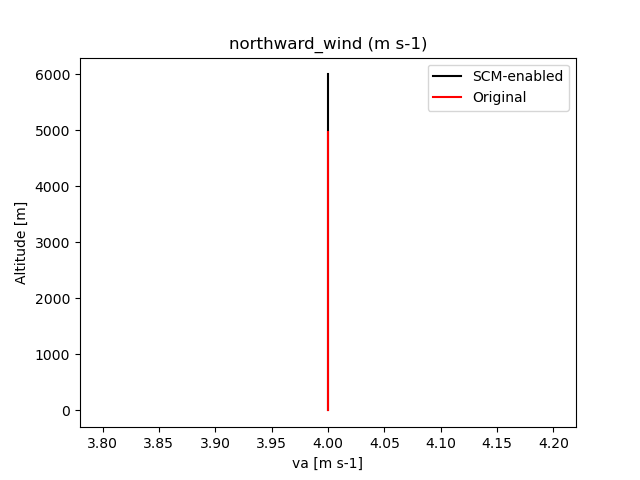 northward_wind (m s-1)
SCM-enabled
Original
6000
5000
4000
3000
2000
1000
0
Altitude [m]
3.80 3.85 3.90 3.95 4.00 4.05 4.10 4.15 4.20
va [m s-1]